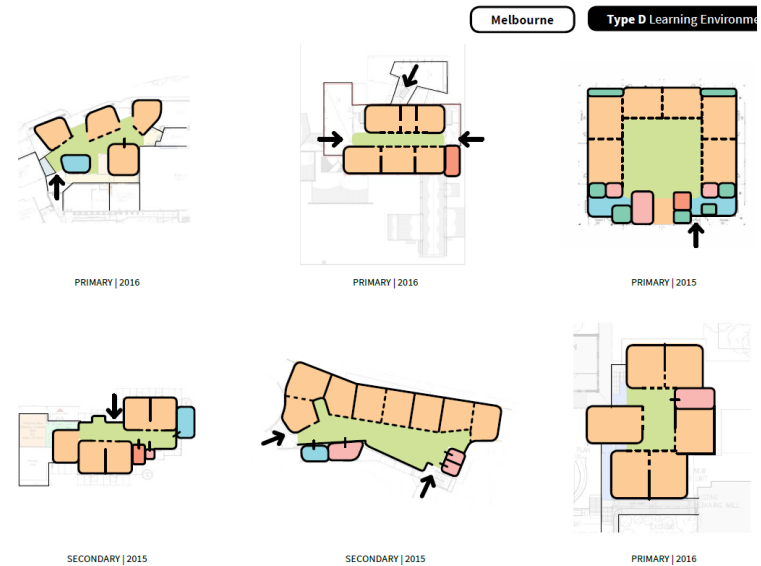 Melbourne
Type D Learning Environme
PRIMARY | 2016
PRIMARY | 2016
PRIMARY | 2015
SECONDARY | 2015
SECONDARY | 2015
PRIMARY | 2016